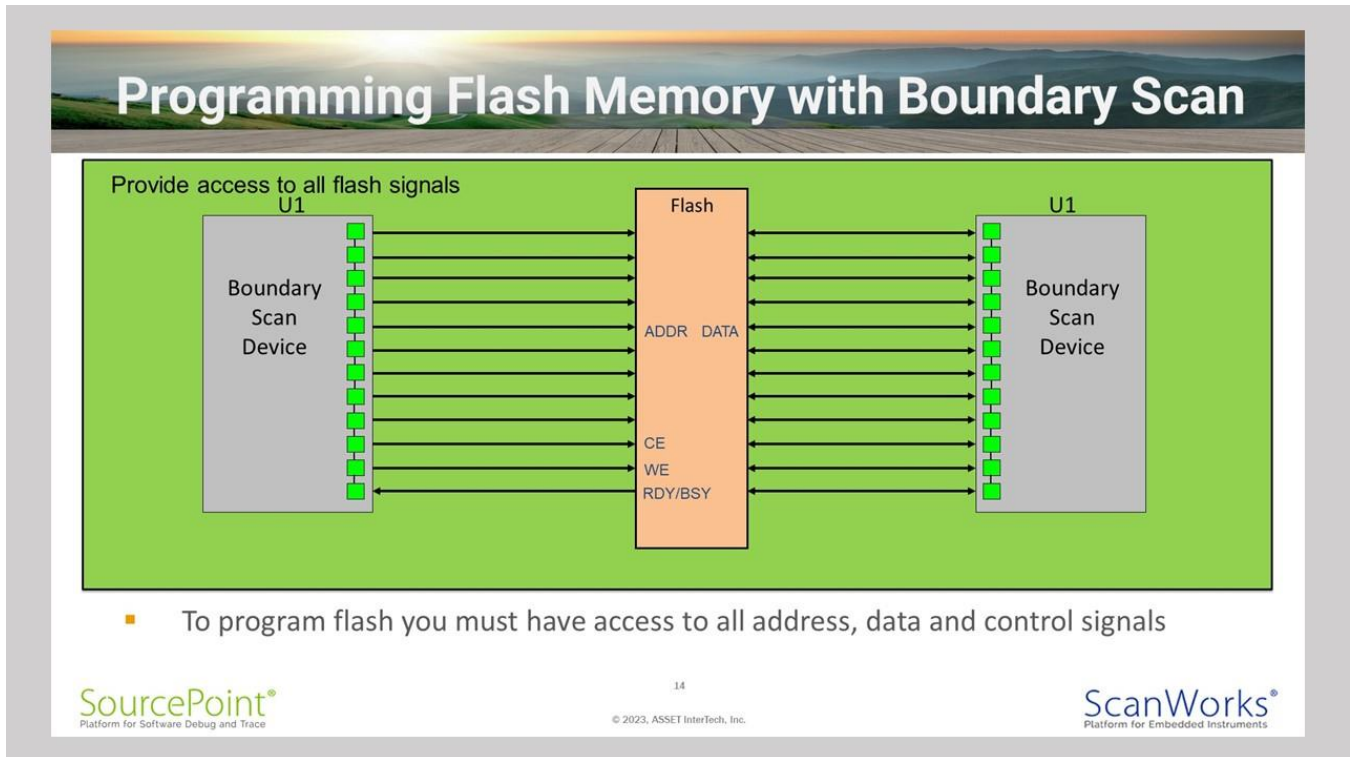 Programming Flash Memory with Boundary Scan
Provide access to all flash signals
U1
Boundary
Scan
Device
Flash
ADDR DATA
CE
WE
RDY/BSY
U1
Boundary
Scan
Device
▪ To program flash you must have access to all address, data and control signals
SourcePoint®
Platform for Software Debug and Trace
14
© 2023, ASSET InterTech, Inc.
ScanWorks®
Platform for Embedded Instruments